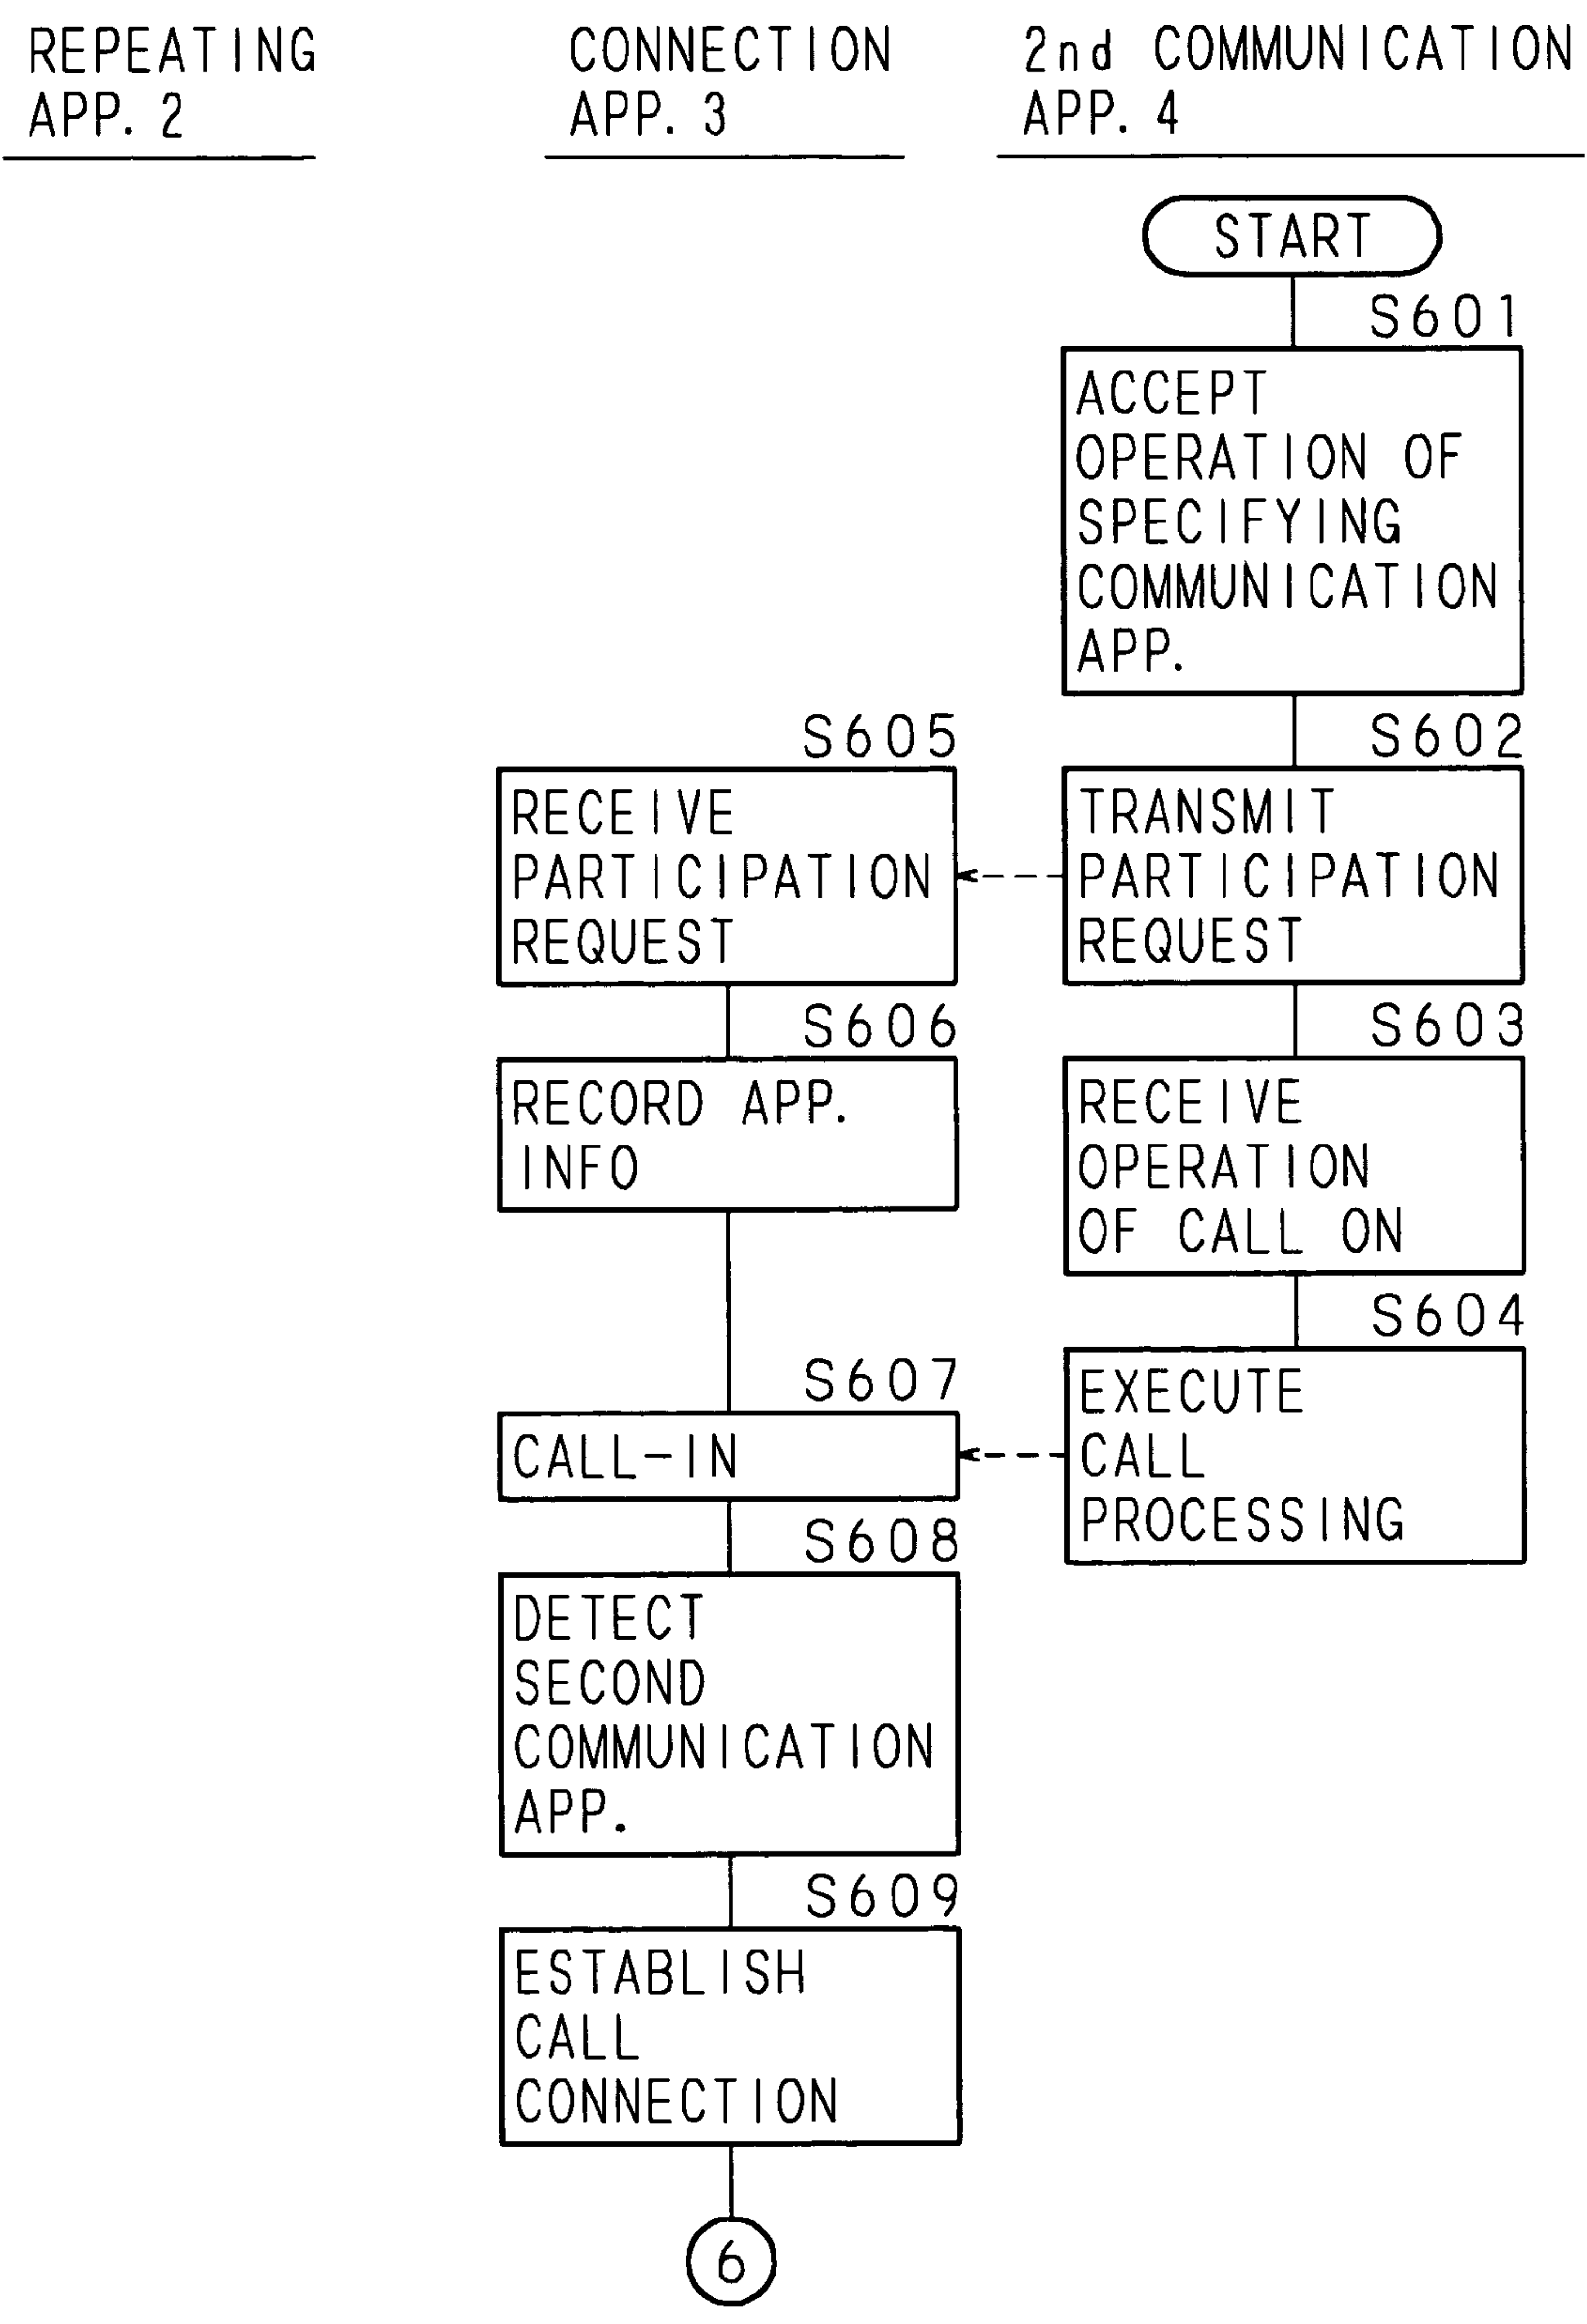 REPEATING
APP. 2
CONNECTION
APP. 3
2nd COMMUNICATION
APP. 4
START
S601
ACCEPT
OPERATION OF
SPECIFYING
COMMUNICATION
APP.
S605
S602
RECEIVE
PARTICIPATION
REQUEST
TRANSMIT
PARTICIPATION
REQUEST
S606
S603
RECORD APP.
INFO
RECEIVE
OPERATION
OF CALL ON
S604
EXECUTE
CALL
PROCESSING
S607
CALL-IN
S608
DETECT
SECOND
COMMUNICATION
APP.
S609
ESTABLISH
CALL
CONNECTION
6